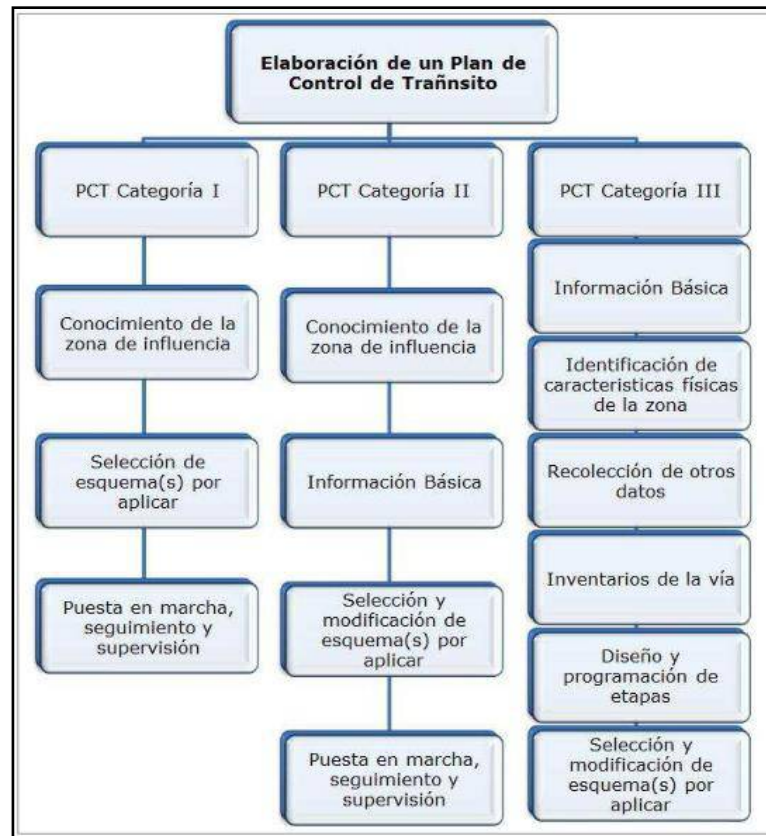 Elaboración de un Plan de
Control de Trañnsito
PCT Categoría I
Conocimiento de la
zona de influencia
Selección de
esquema(s) por
aplicar
Puesta en marcha,
seguimiento y
supervisión
PCT Categoría II
Conocimiento de la
zona de influencia
Información Básica
Selección y
modificación de
esquema(s) por
aplicar
Puesta en marcha,
seguimiento y
supervisión
PCT Categoría III
Información Básica
Identificación de
caracteristicas físicas
de la zona
Recolección de otros
datos
Inventarios de la vía
Diseño y
programación de
etapas
Selección y
modificación de
esquema(s) por
aplicar